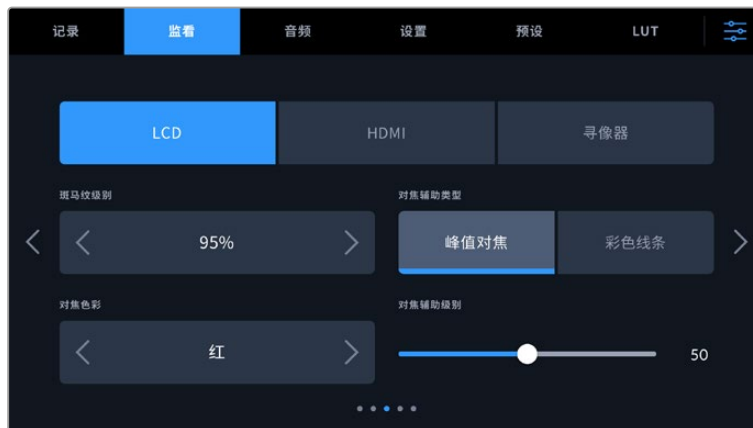 记录 监看 音频 设置 预设 LUT
LCD HDMI 寻像器
斑马纹级别 对焦辅助类型
95% 峰值对焦 彩色线条
对焦色彩 对焦辅助级别
红 50